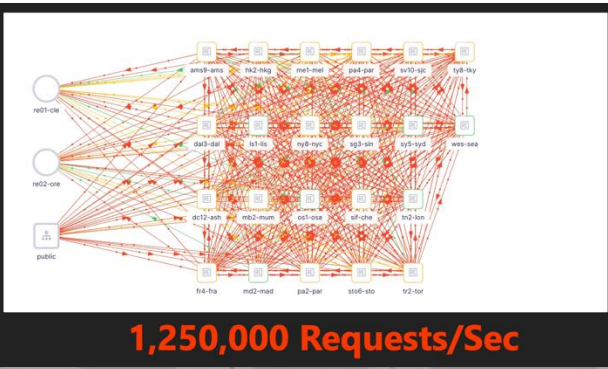 ams9-ams hk2-hkg me1-mel pa4-par sv10-sjc ty8-tky
re01-cle
dal3-dal ls1-lis ny8-nyc sg3-sin sy5-syd wes-sea
re02-ore
dc12-ash mb2-mum os1-osa sif-che tn2-lon
public
fr4-fra md2-mad pa2-par sto6-sto tr2-tor
1,250,000 Requests/Sec